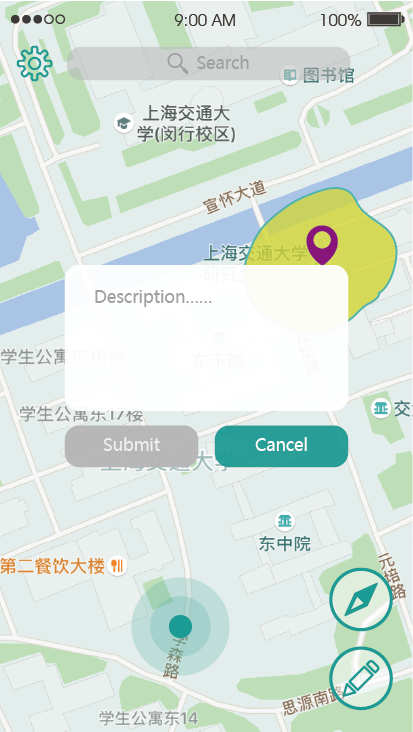 9:00 AM
100%
Search
图书馆
上海交通大
学(闵行校区)
宣怀大道
上海交通大学
研究
Description......
东下院
学生公寓东18楼
学生公寓东17楼
交
Submit
Cancel
上海交通大学
东中院
第二餐饮大楼
元培路
学森路
思源南路
学生公寓东14